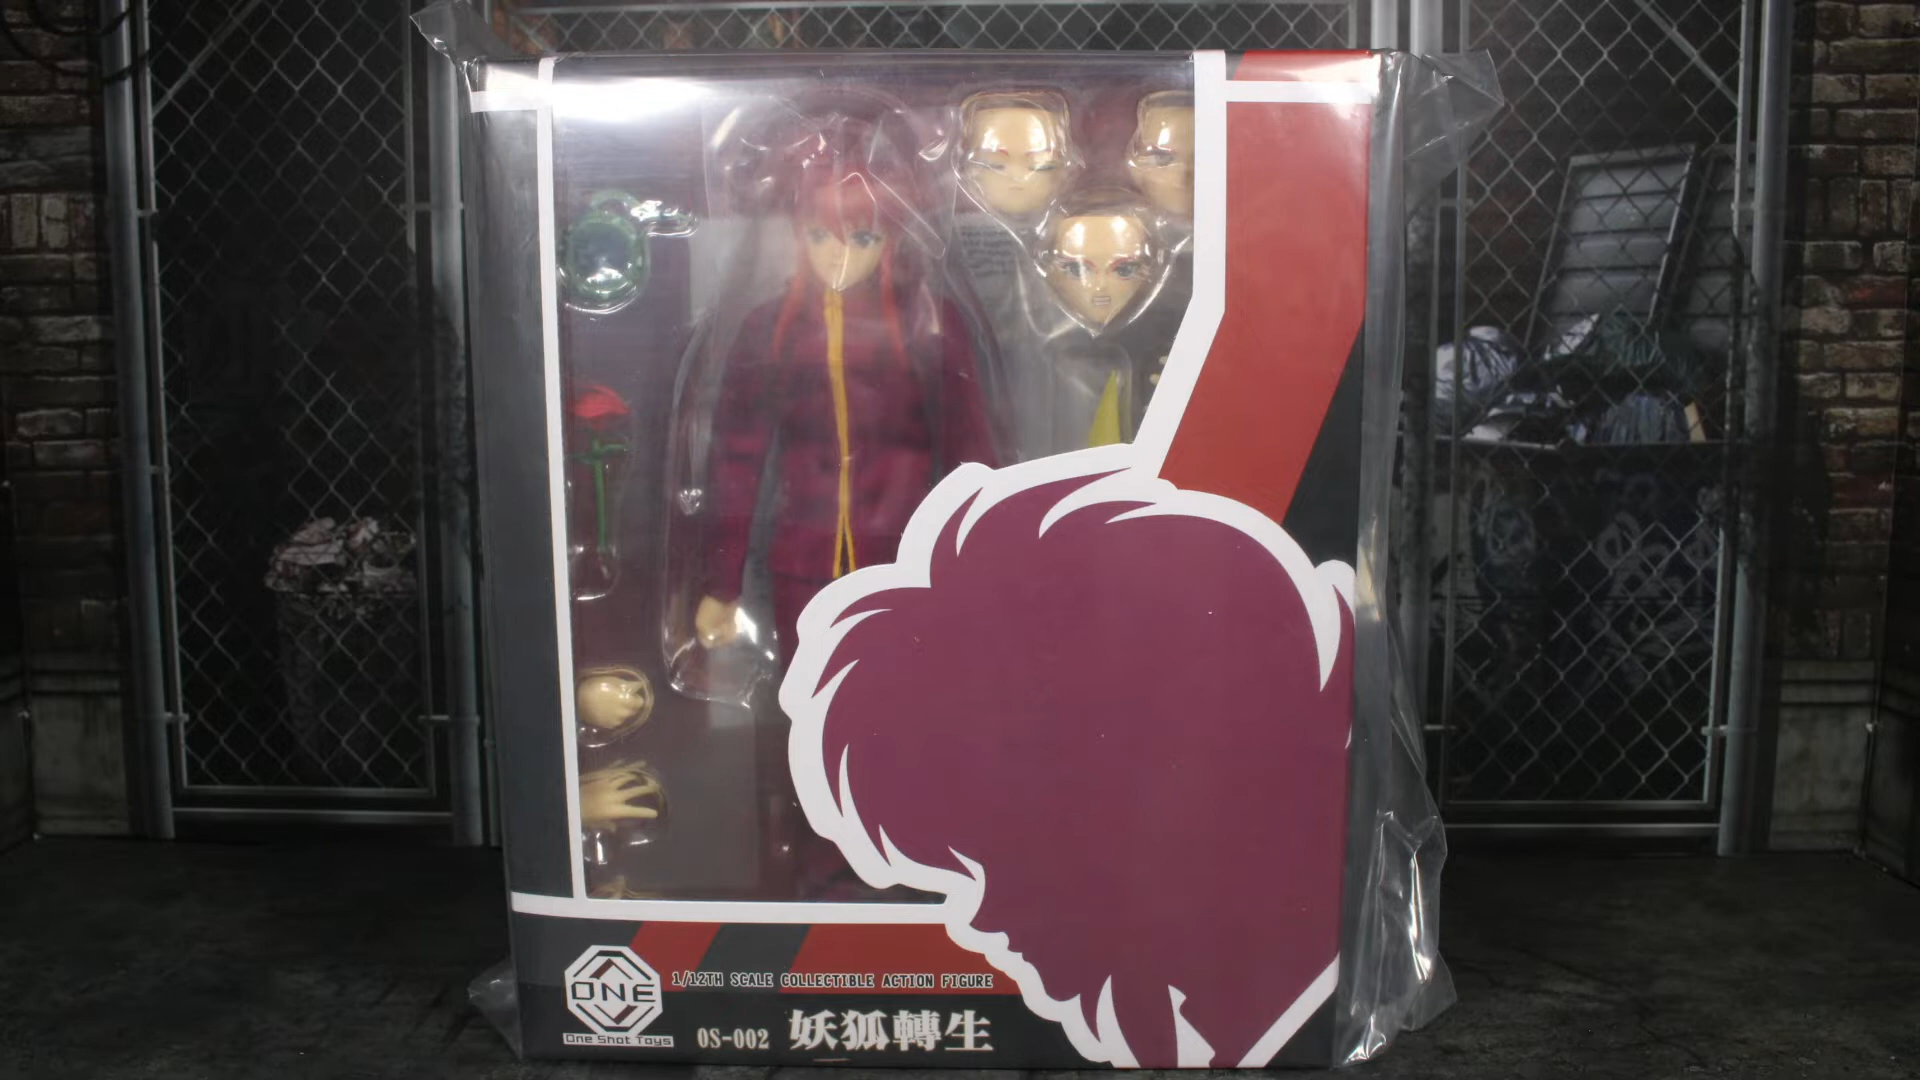 1/12TH SCALE COLLECTIBLE ACTION FIGURE
ONE
One Shot Toys
OS-002 妖狐轉生